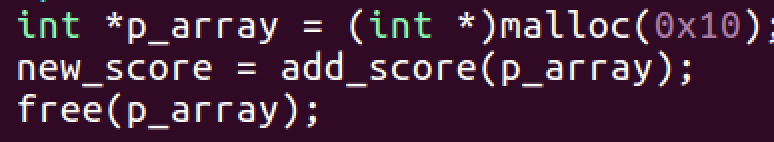 int *p_array = (int *)malloc(0x10);
new_score = add_score(p_array);
free(p_array);